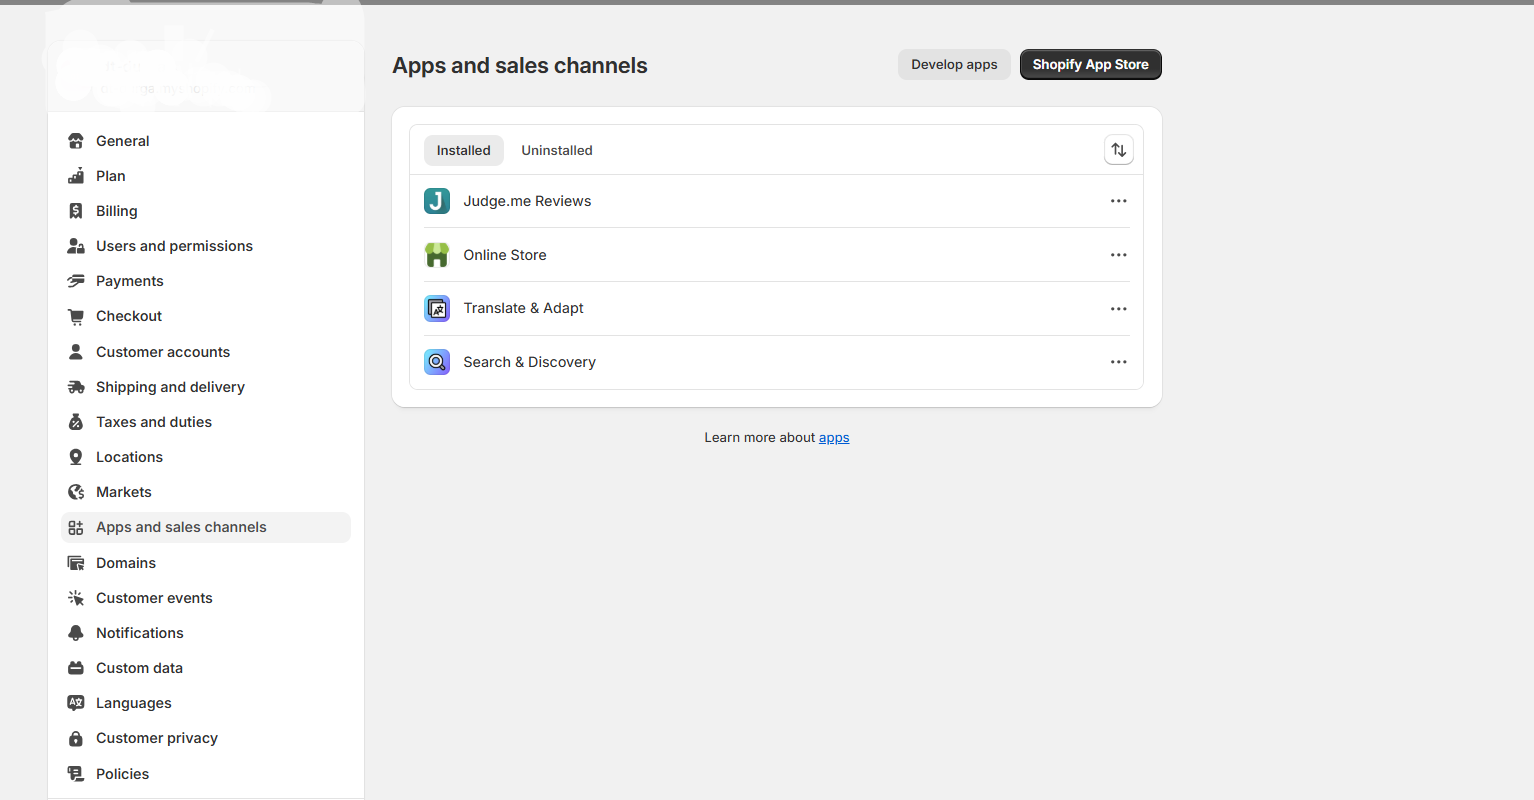 Apps and sales channels
Develop apps
Shopify App Store
General
Plan
Billing
Users and permissions
Payments
Checkout
Customer accounts
Shipping and delivery
Taxes and duties
Locations
Markets
Apps and sales channels
Domains
Customer events
Notifications
Custom data
Languages
Customer privacy
Policies
Installed
Uninstalled
Judge.me Reviews
Online Store
Translate & Adapt
Search & Discovery
Learn more about apps